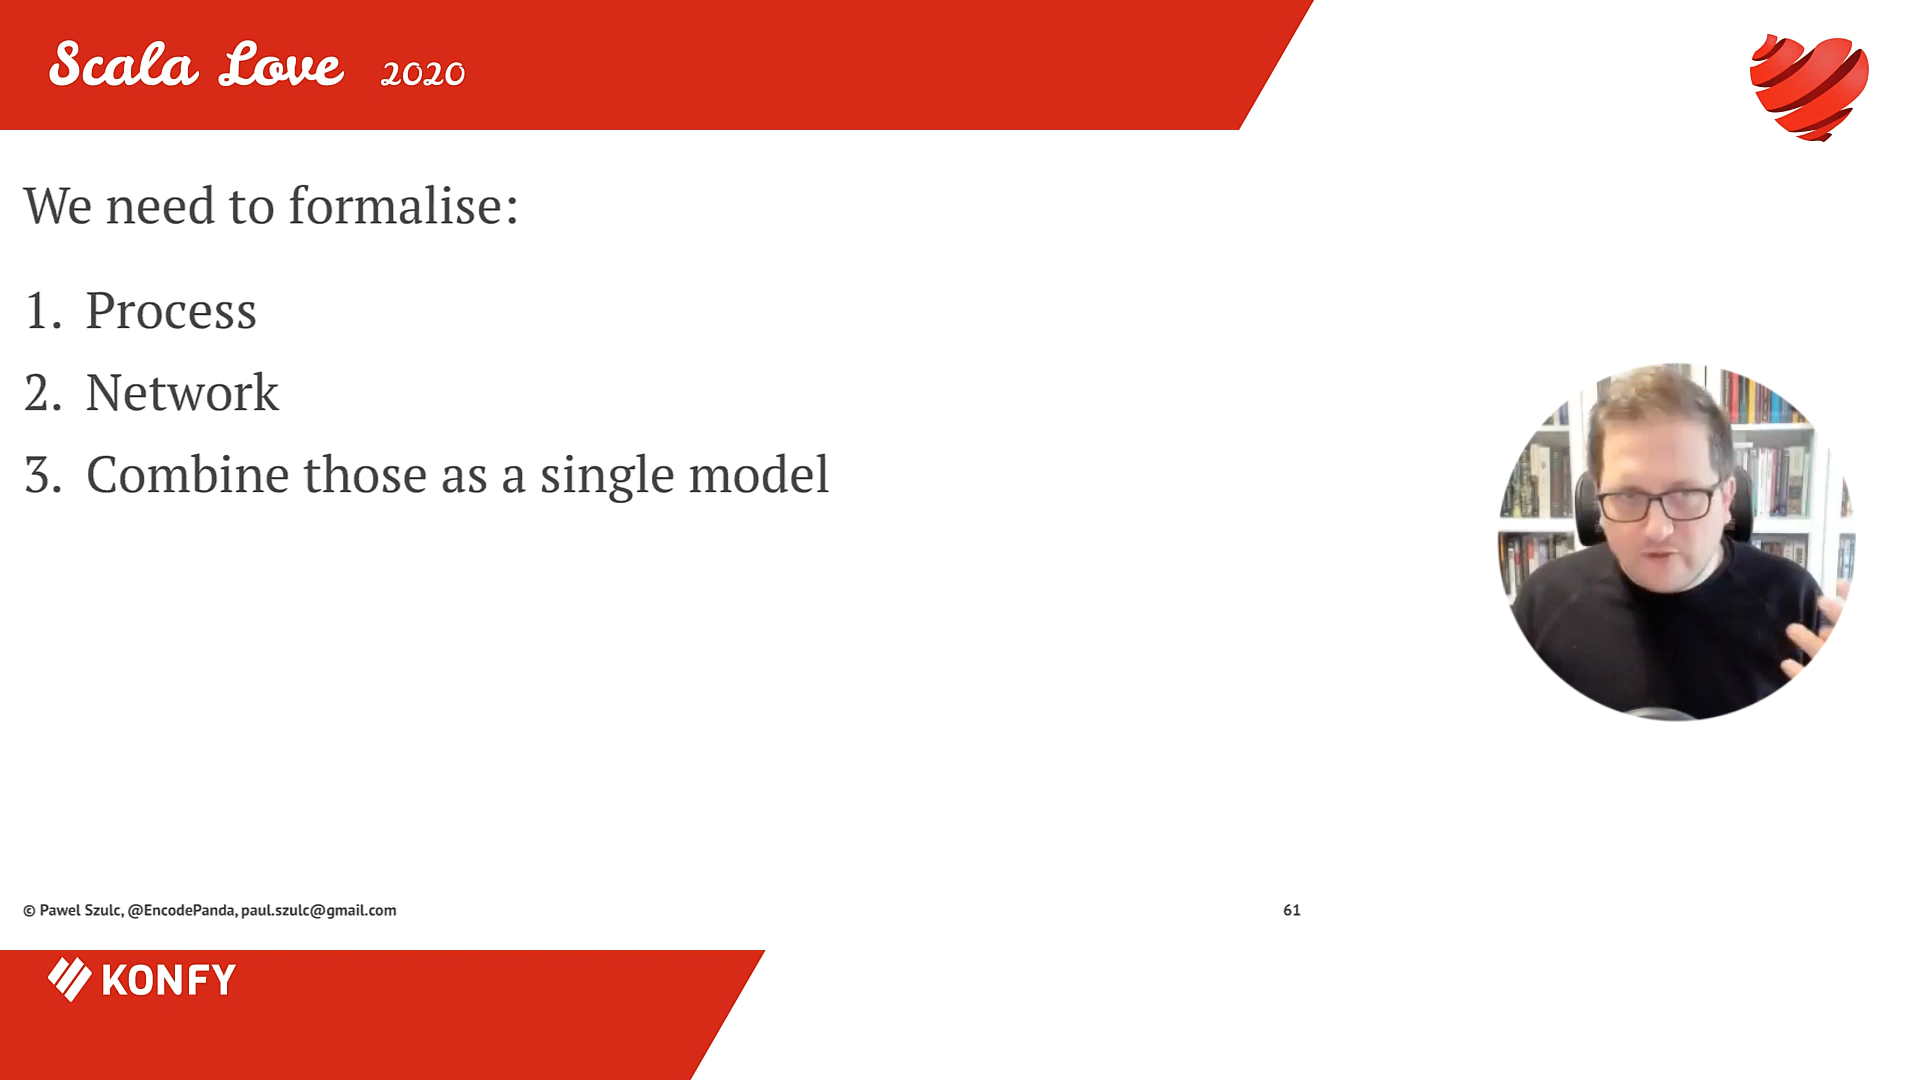 Scala Love 2020
We need to formalise:
1. Process
2. Network
3. Combine those as a single model
© Pawel Szulc, @EncodePanda, paul.szulc@gmail.com
61
KONFY